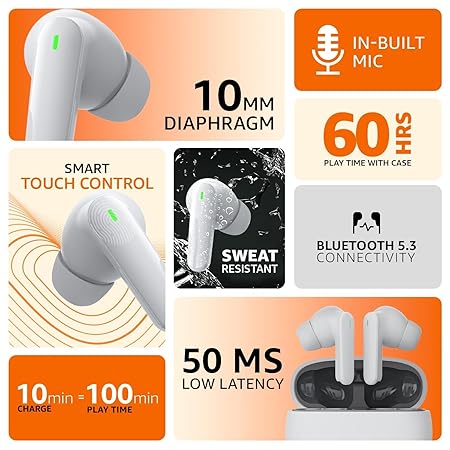 10MM
DIAPHRAGM
IN-BUILT
MIC
60 HRS
PLAY TIME WITH CASE
SMART
TOUCH CONTROL
SWEAT
RESISTANT
BLUETOOTH 5.3
CONNECTIVITY
10min = 100min
CHARGE PLAY TIME
50 MS
LOW LATENCY